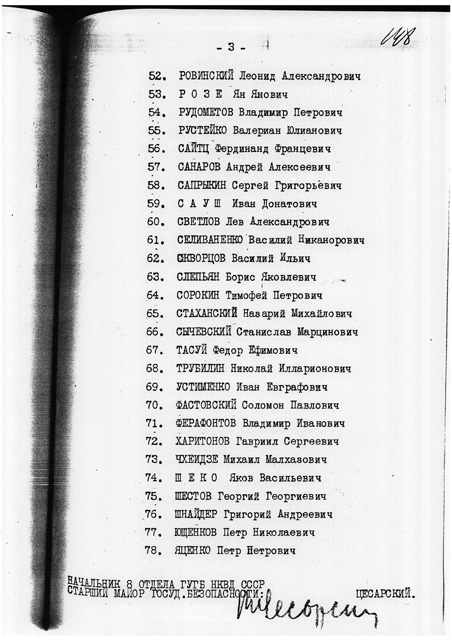 - 3 -
148
52. РОВИНСКИЙ Леонид Александрович
53. Р О З Е Ян Янович
54. РУДОМЕТОВ Владимир Петрович
55. РУСТЕЙКО Валериан Юлианович
56. САЙТЦ Фердинанд Францевич
57. САНАРОВ Андрей Алексеевич
58. САПРЫКИН Сергей Григорьевич
59. С А У Ш Иван Донатович
60. СВЕТЛОВ Лев Александрович
61. СЕЛИВАНЕНКО Василий Никанорович
62. СКВОРЦОВ Василий Ильич
63. СЛЕПЬЯН Борис Яковлевич
64. СОРОКИН Тимофей Петрович
65. СТАХАНСКИЙ Назарий Михайлович
66. СЫЧЕВСКИЙ Станислав Марцинович
67. ТАСУЙ Федор Ефимович
68. ТРУБИЛИН Николай Илларионович
69. УСТИМЕНКО Иван Евграфович
70. ФАСТОВСКИЙ Соломон Павлович
71. ФЕРАФОНТОВ Владимир Иванович
72. ХАРИТОНОВ Гавриил Сергеевич
73. ЧХЕИДЗЕ Михаил Малхазович
74. Ш Е К О Яков Васильевич
75. ШЕСТОВ Георгий Георгиевич
76. ШНАЙДЕР Григорий Андреевич
77. ЮЩЕНКОВ Петр Николаевич
78. ЯЦЕНКО Петр Петрович
НАЧАЛЬНИК 8 ОТДЕЛА ГУГБ НКВД СССР
СТАРШИЙ МАЙОР ГОСУД.БЕЗОПАСНОСТИ: ЦЕСАРСКИЙ.